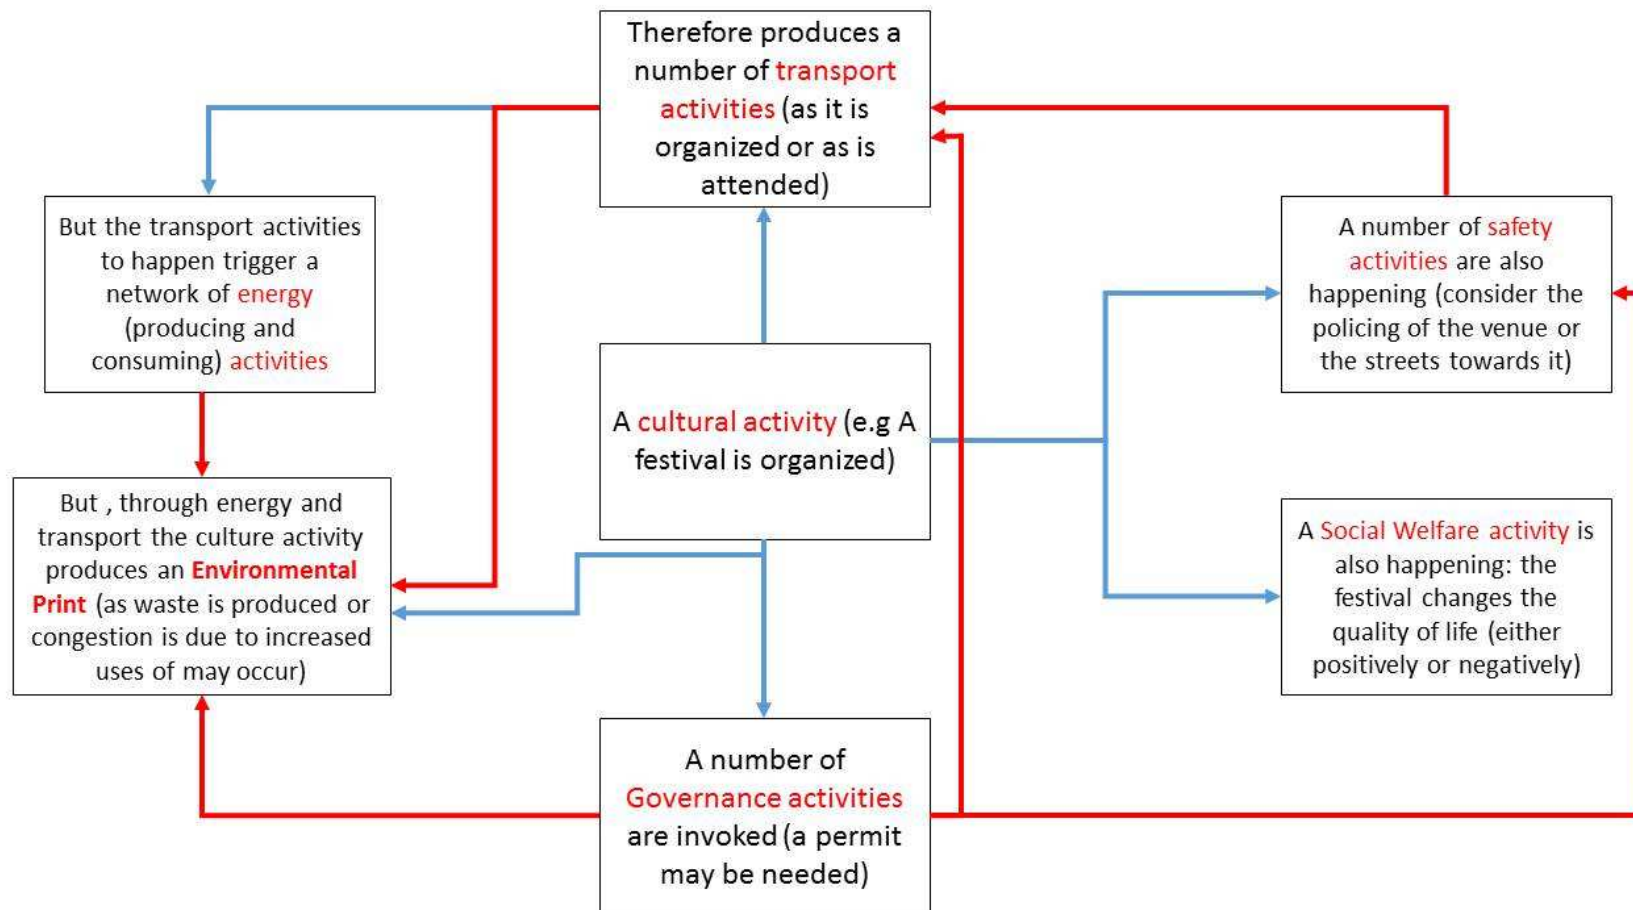 Therefore produces a
number of transport
activities (as it is
organized or as is
attended)
But the transport activities
to happen trigger a
network of energy
(producing and
consuming) activities
A number of safety
activities are also
happening (consider the
policing of the venue or
the streets towards it)
A cultural activity (e.g A
festival is organized)
But , through energy and
transport the culture activity
produces an Environmental
Print (as waste is produced or
congestion is due to increased
uses of may occur)
A Social Welfare activity is
also happening: the
festival changes the
quality of life (either
positively or negatively)
A number of
Governance activities
are invoked (a permit
may be needed)